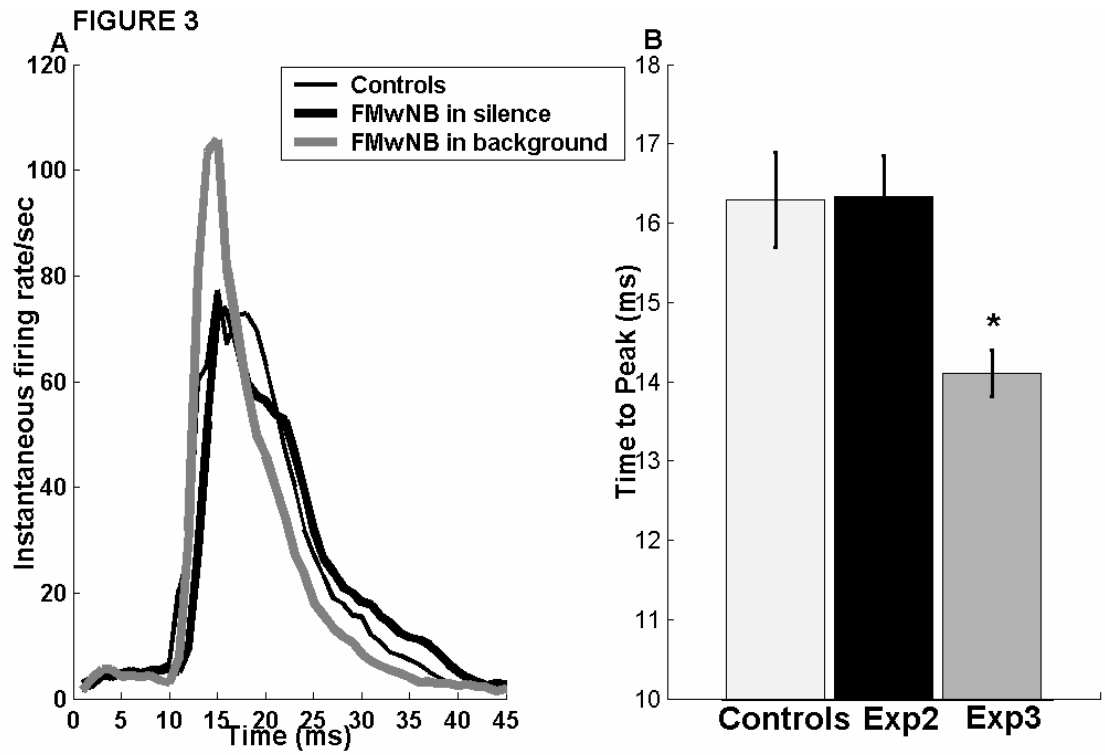 FIGURE 3
A
120
100
80
60
40
20
0
Instantaneous firing rate/sec
0 5 10 15 20 25 30 35 40 45
Time (ms)
Controls
FMwNB in silence
FMwNB in background
B
18
17
16
15
14
13
12
11
10
Time to Peak (ms)
*
Controls Exp2 Exp3